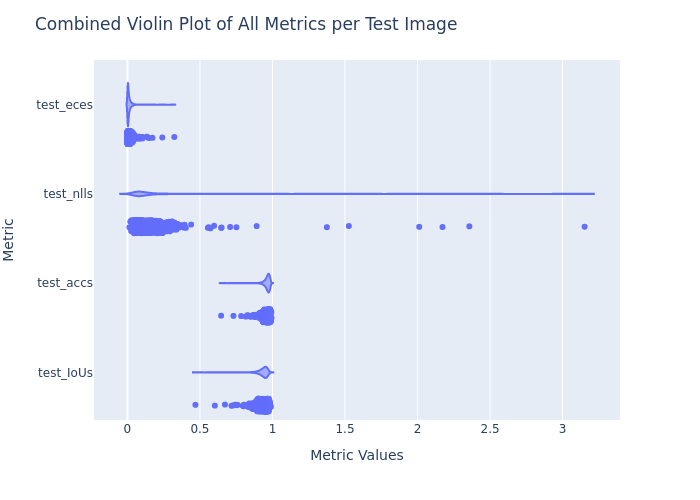 Combined Violin Plot of All Metrics per Test Image
Metric
test_eces
test_nlls
test_accs
test_IoUs
0 0.5 1 1.5 2 2.5 3
Metric Values